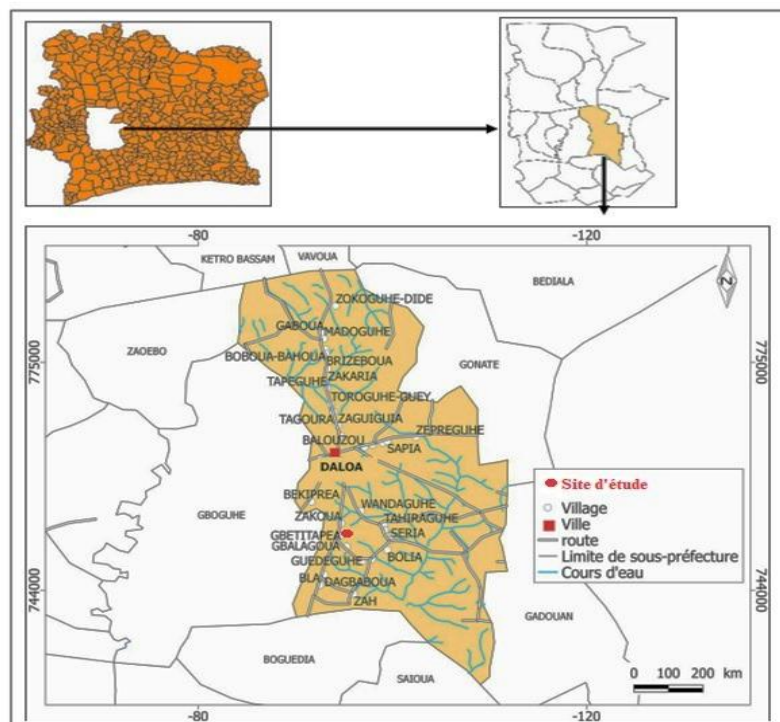 -80 -120
KETRO BASSAM
VAVOUA
BEDIALA
ZOKOGUHE-DIDE
N
GABOUA
MADOGUHE
ZAOEBO
775000
BOBOUA-BAHOUA
BRIZEBOUA
GONATE
775000
TAPEGUHE
ZAKARIA
TOROGUHE-GUEY
TAGOURA
ZAGUIGUIA
ZEPREGUHE
BALOUZOU
SAPIA
DALOA
BEKIPREA
Site d'étude
WANDAGUHE
Village
GBOGUHE
ZAKOUA
TAHIRAGUHE
Ville
GBETITAPEA
SERIA
route
GBALAGOUA
BOLIA
Limite de sous-préfecture
GUEDEGUHE
Cours d'eau
BLA
DAGBABOUA
744000
744000
ZAH
GADOUAN
BOGUEDIA
SAIOUA
0 100 200 km
-80 -120